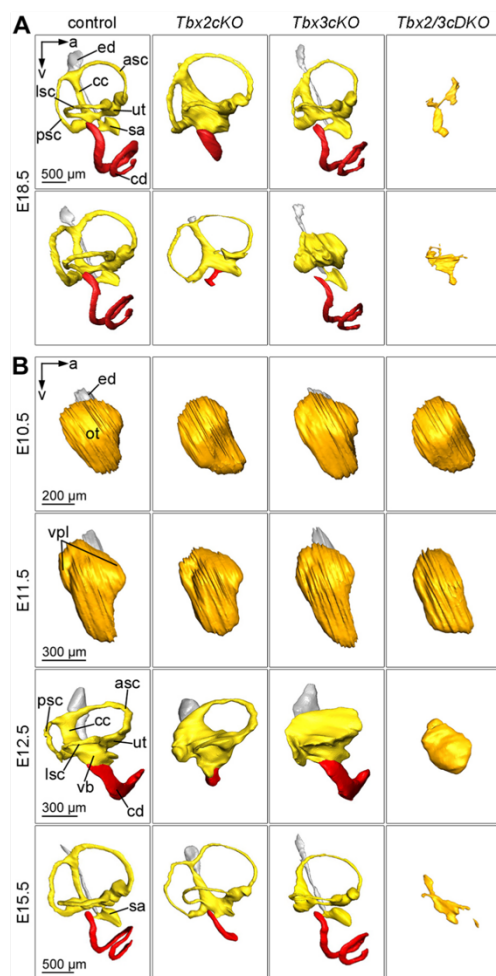 A
control
Tbx2cKO
Tbx3cKO
Tbx2/3cDKO
a
v
ed
asc
cc
lsc
ut
psc
sa
cd
500 µm
E18.5
B
a
v
ed
ot
E10.5
200 µm
vpl
E11.5
300 µm
psc
asc
cc
ut
lsc
vb
cd
E12.5
300 µm
sa
E15.5
500 µm